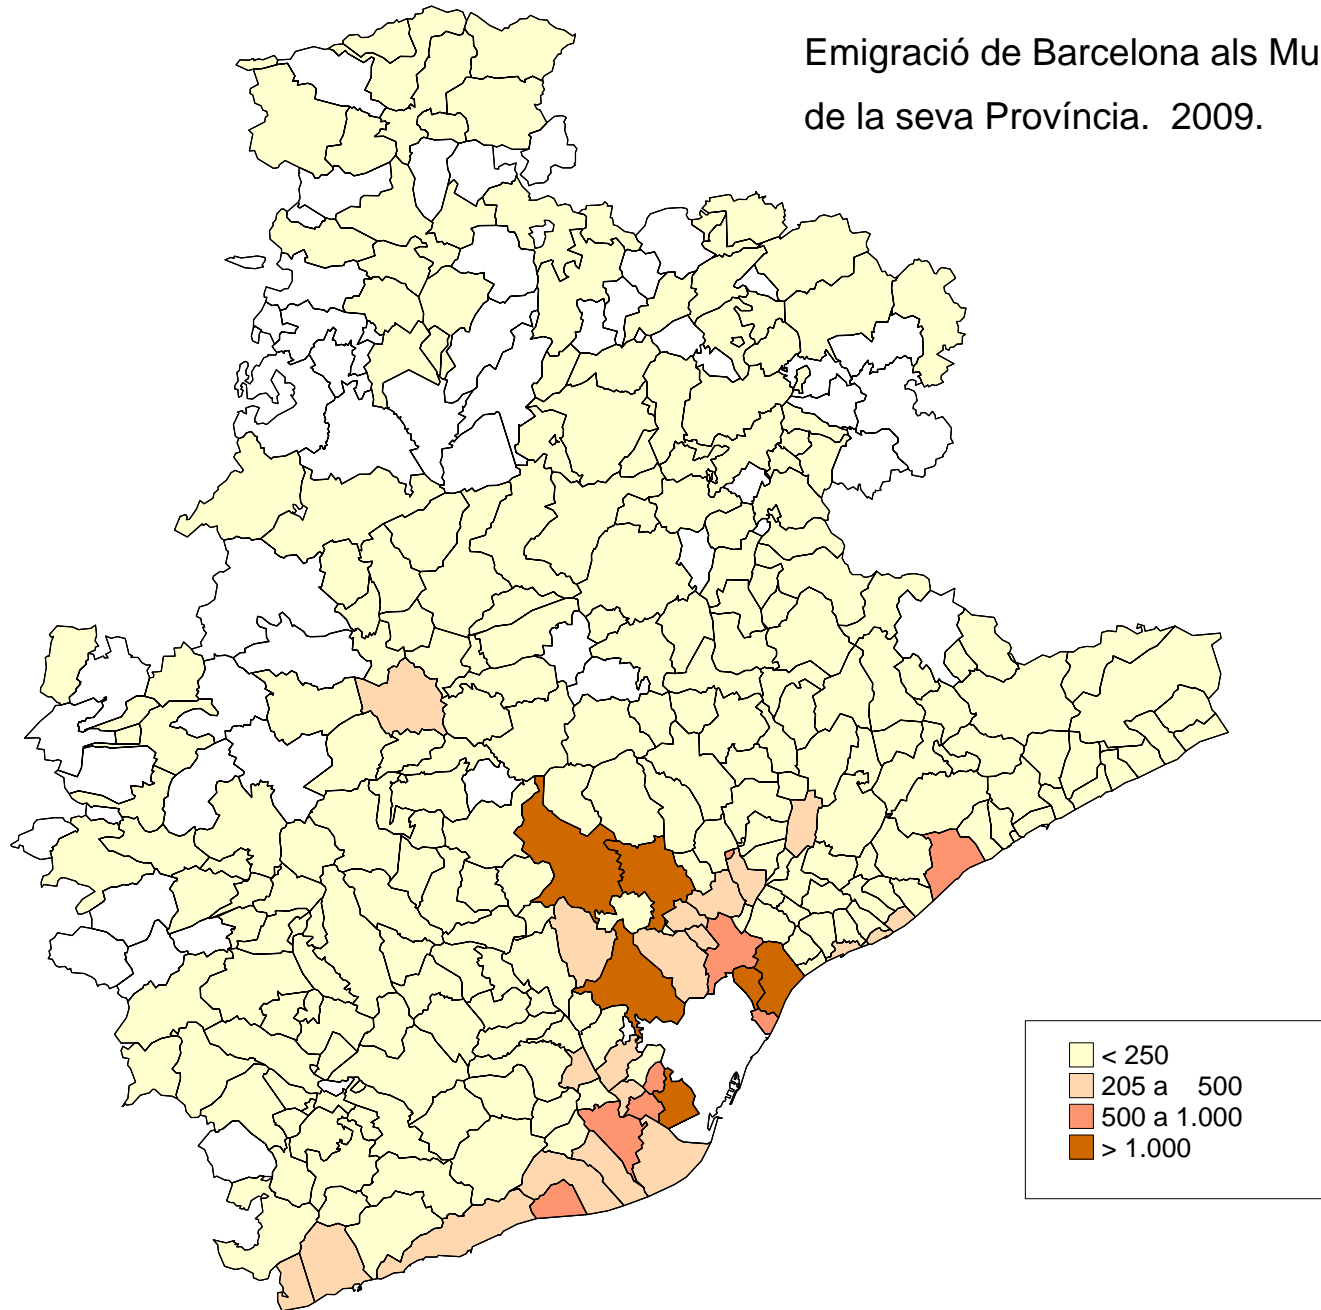 Emigració de Barcelona als Mu
de la seva Província. 2009.
< 250
205 a 500
500 a 1.000
> 1.000